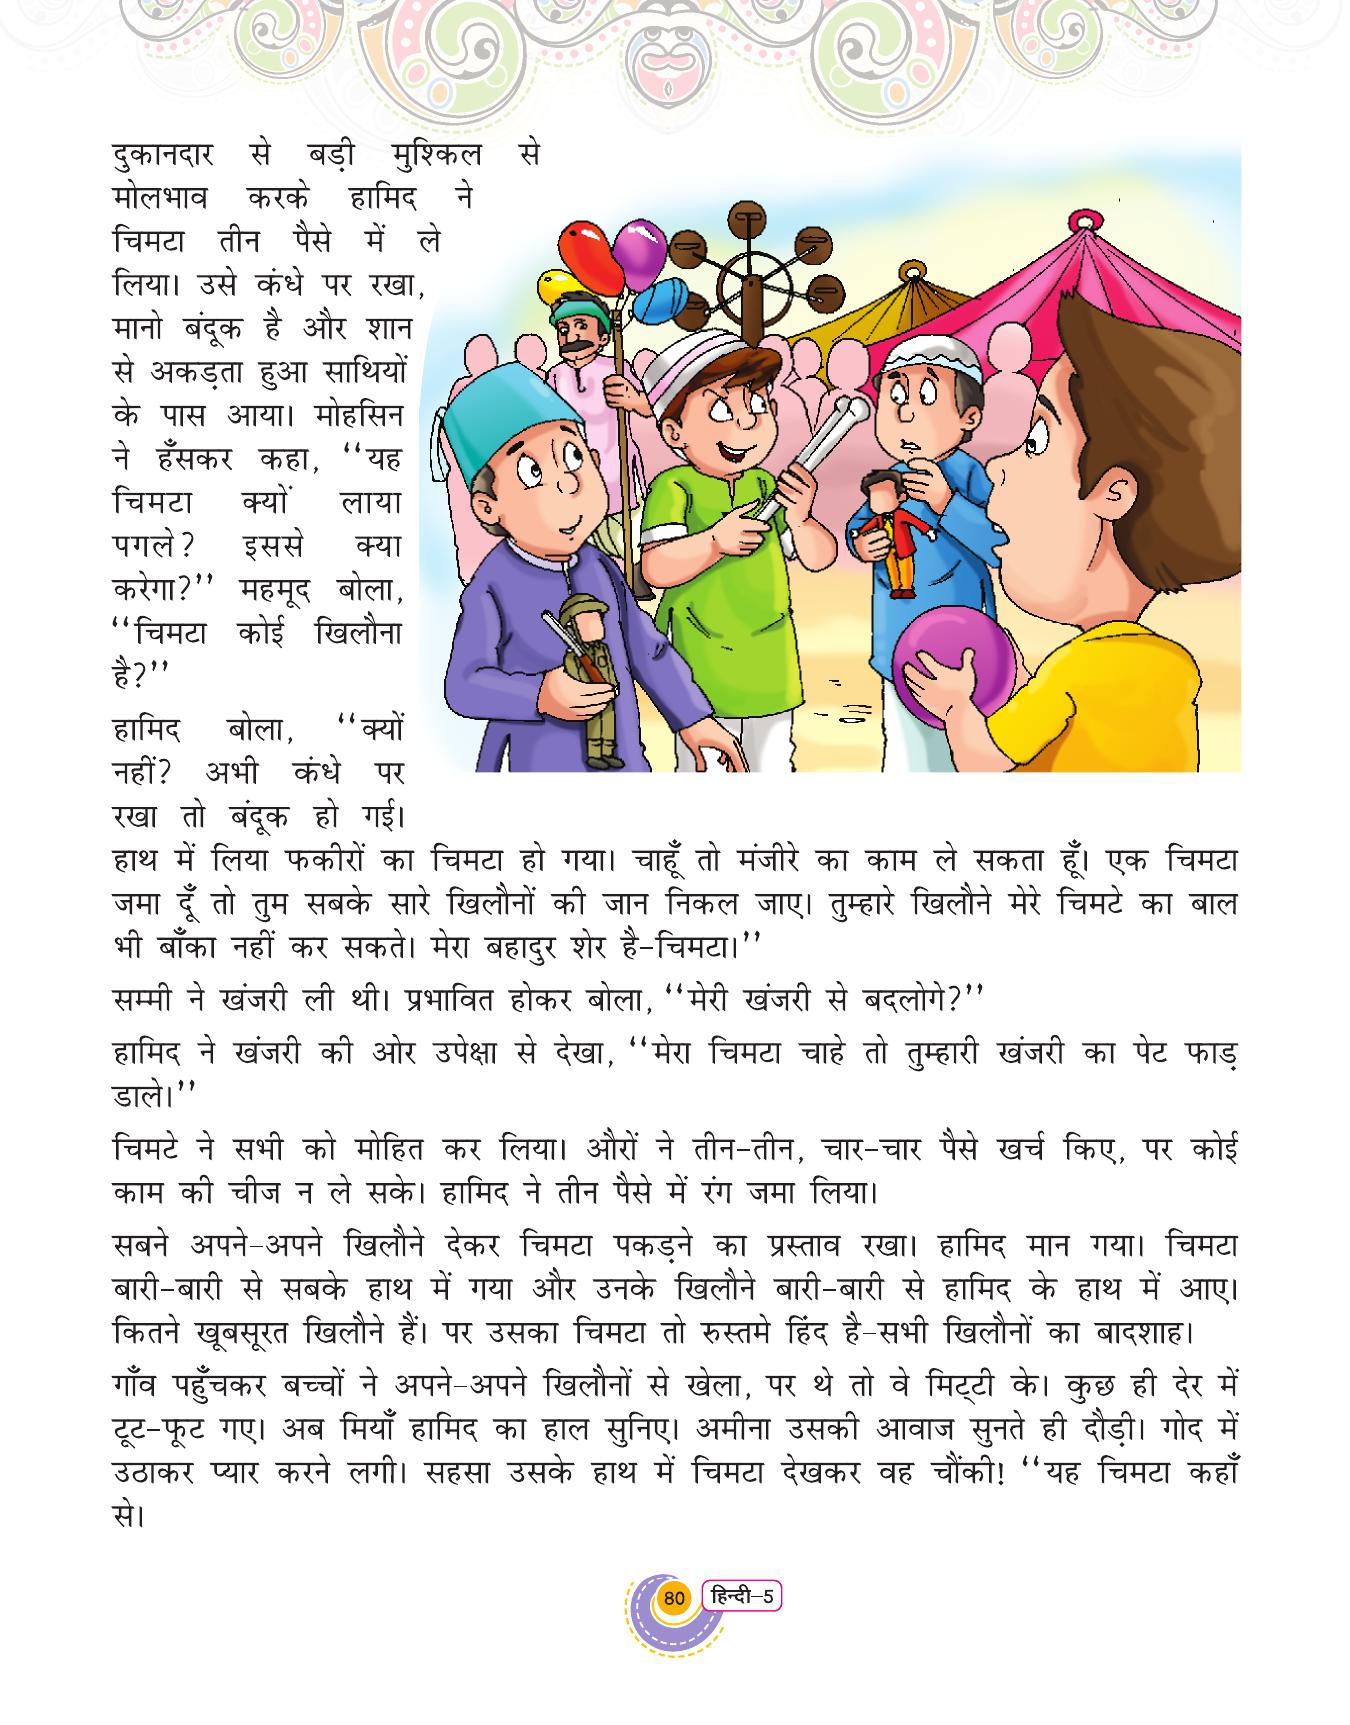 दुकानदार से बड़ी मुश्किल से
मोलभाव करके हामिद ने
चिमटा तीन पैसे में ले
लिया। उसे कंधे पर रखा,
मानो बंदूक है और शान
से अकड़ता हुआ साथियों
के पास आया। मोहसिन
ने हँसकर कहा, ‘‘यह
चिमटा क्यों लाया
पगले? इससे क्या
करेगा?’’ महमूद बोला,
‘‘चिमटा कोई खिलौना
है?’’
हामिद बोला, ‘‘क्यों
नहीं? अभी कंधे पर
रखा तो बंदूक हो गई।
हाथ में लिया फकीरों का चिमटा हो गया। चाहूँ तो मंजीरे का काम ले सकता हूँ। एक चिमटा
जमा दूँ तो तुम सबके सारे खिलौनों की जान निकल जाए। तुम्हारे खिलौने मेरे चिमटे का बाल
भी बाँका नहीं कर सकते। मेरा बहादुर शेर है-चिमटा।’’
सम्मी ने खंजरी ली थी। प्रभावित होकर बोला, ‘‘मेरी खंजरी से बदलोगे?’’
हामिद ने खंजरी की ओर उपेक्षा से देखा, ‘‘मेरा चिमटा चाहे तो तुम्हारी खंजरी का पेट फाड़
डाले।’’
चिमटे ने सभी को मोहित कर लिया। औरों ने तीन-तीन, चार-चार पैसे खर्च किए, पर कोई
काम की चीज न ले सके। हामिद ने तीन पैसे में रंग जमा लिया।
सबने अपने-अपने खिलौने देकर चिमटा पकड़ने का प्रस्ताव रखा। हामिद मान गया। चिमटा
बारी-बारी से सबके हाथ में गया और उनके खिलौने बारी-बारी से हामिद के हाथ में आए।
कितने खूबसूरत खिलौने हैं। पर उसका चिमटा तो रुस्तमे हिंद है-सभी खिलौनों का बादशाह।
गाँव पहुँचकर बच्चों ने अपने-अपने खिलौनों से खेला, पर थे तो वे मिट्टी के। कुछ ही देर में
टूट-फूट गए। अब मियाँ हामिद का हाल सुनिए। अमीना उसकी आवाज सुनते ही दौड़ी। गोद में
उठाकर प्यार करने लगी। सहसा उसके हाथ में चिमटा देखकर वह चौंकी! ‘‘यह चिमटा कहाँ
से।
80 हिन्दी-5